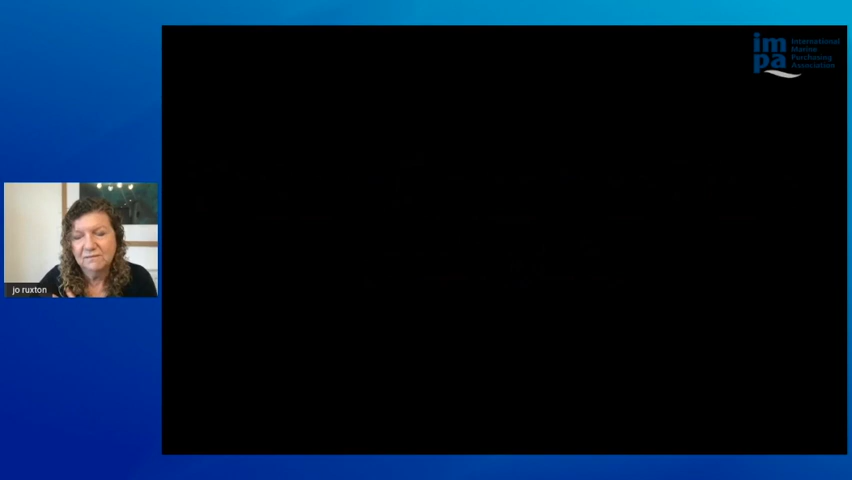 impa
International
Marine
Purchasing
Association
jo ruxton